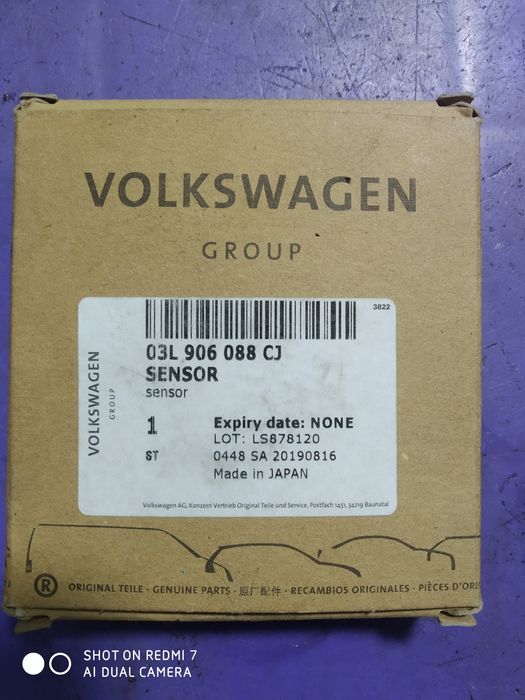 VOLKSWAGEN
GROUP
3822
03L 906 088 CJ
SENSOR
sensor
VOLKSWAGEN
GROUP
1 Expiry date: NONE
LOT: LS878120
ST 0448 SA 20190816
Made in JAPAN
Volkswagen AG, Konzern Vertrieb Original Teile und Service, Postfach 1451, 34219 Baunatal
® ORIGINAL TEILE · GENUINE PARTS · 原厂配件 · RECAMBIOS ORIGINALES · PIÈCES D'ORI
SHOT ON REDMI 7
AI DUAL CAMERA